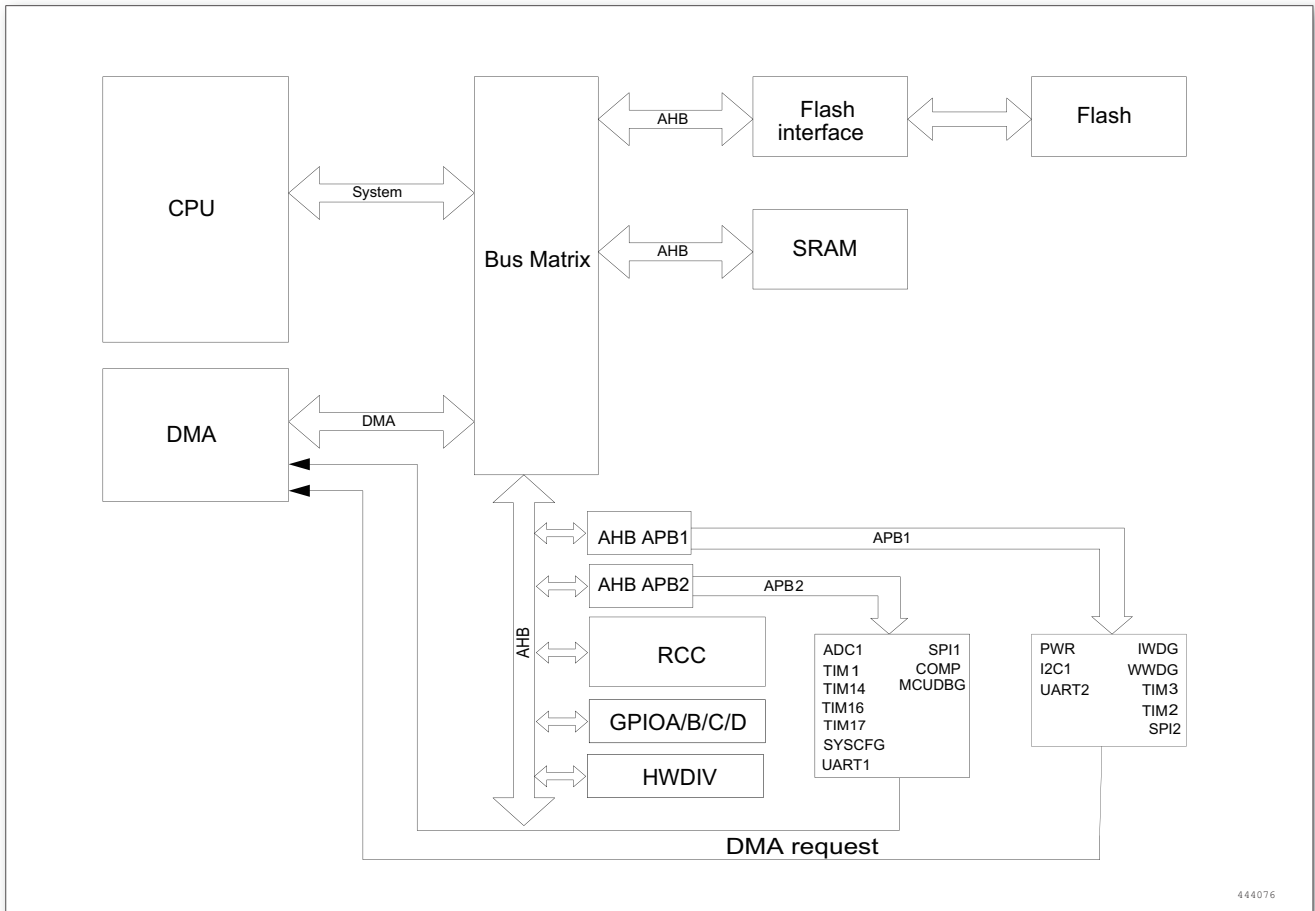 CPU
System
Bus Matrix
AHB
Flash
interface
Flash
AHB
SRAM
DMA
DMA
AHB
AHB APB1
APB1
AHB APB2
APB2
RCC
GPIOA/B/C/D
HWDIV
ADC1 SPI1
TIM1 COMP
TIM14 MCUDBG
TIM16
TIM17
SYSCFG
UART1
PWR IWDG
I2C1 WWDG
UART2 TIM3
TIM2
SPI2
DMA request
444076